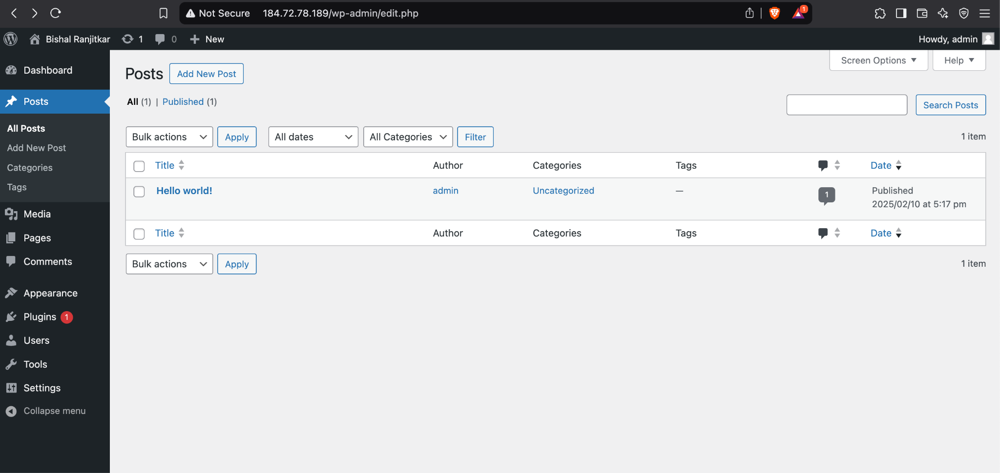 Not Secure 184.72.78.189/wp-admin/edit.php 1
Bishal Ranjitkar 1 0 New Howdy, admin
Dashboard
Posts
All Posts
Add New Post
Categories
Tags
Media
Pages
Comments
Appearance
Plugins 1
Users
Tools
Settings
Collapse menu
Screen Options Help
Posts Add New Post
All (1) | Published (1)
Search Posts
Bulk actions Apply All dates All Categories Filter 1 item
Title Author Categories Tags Date
Hello world! admin Uncategorized — 1 Published
2025/02/10 at 5:17 pm
Title Author Categories Tags Date
Bulk actions Apply 1 item